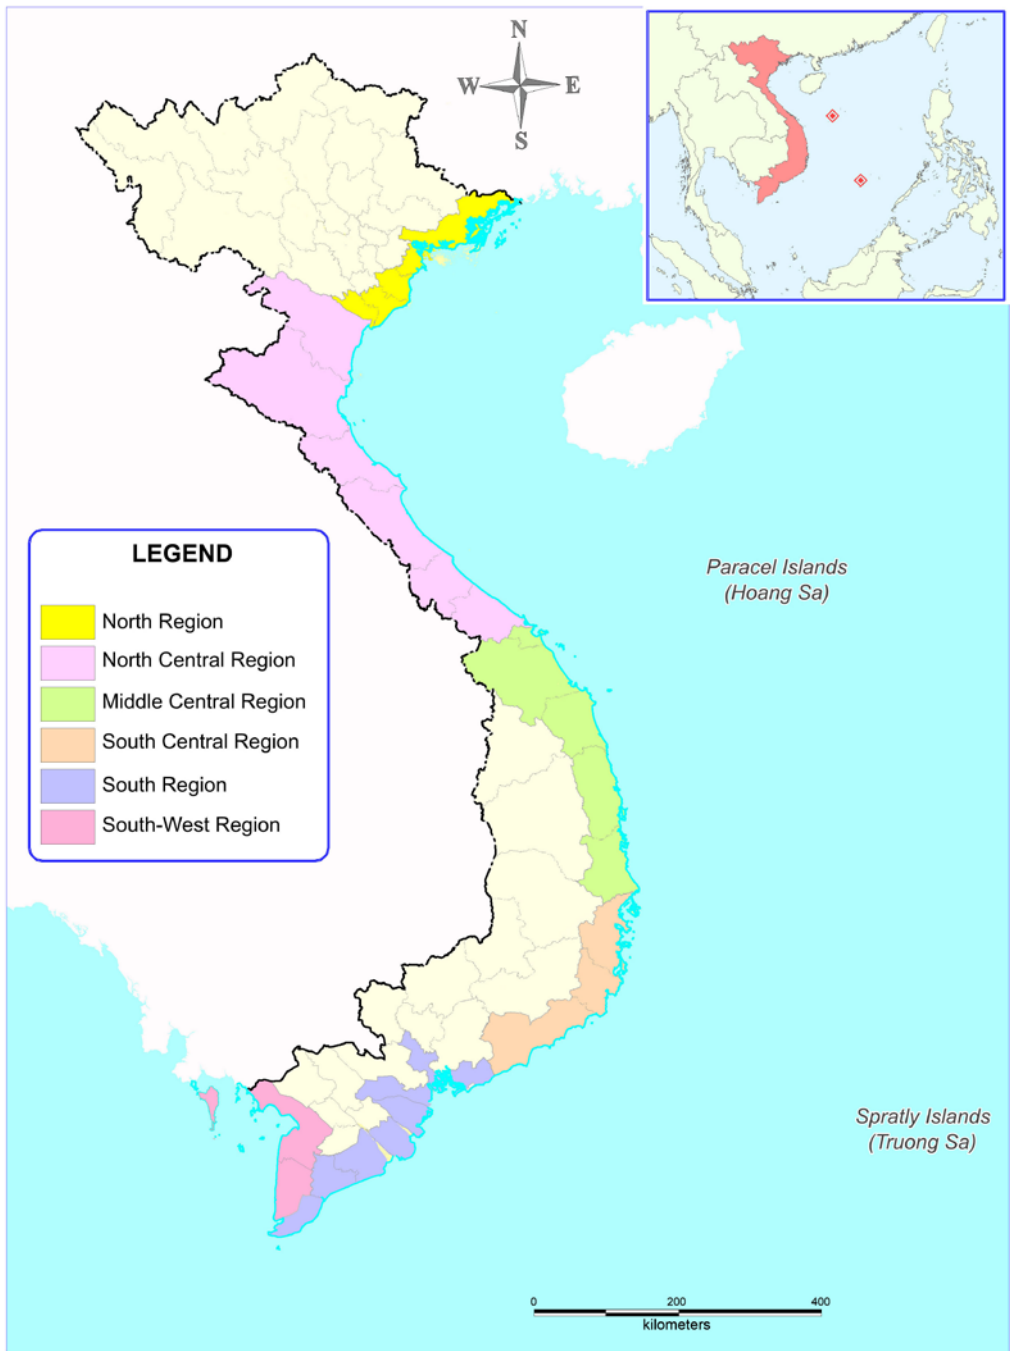 N
W E
S
LEGEND
North Region
North Central Region
Middle Central Region
South Central Region
South Region
South-West Region
Paracel Islands
(Hoang Sa)
Spratly Islands
(Truong Sa)
0 200 400
kilometers